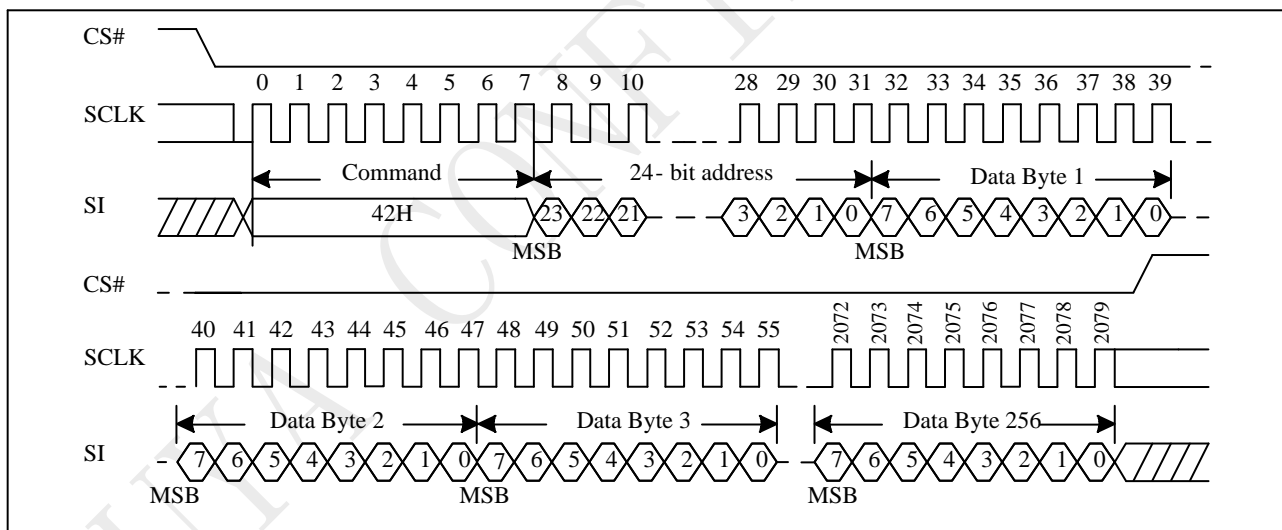 CS#
0 1 2 3 4 5 6 7 8 9 10 28 29 30 31 32 33 34 35 36 37 38 39
SCLK
Command 24- bit address Data Byte 1
SI 42H 23 22 21 3 2 1 0 7 6 5 4 3 2 1 0
MSB MSB
CS#
40 41 42 43 44 45 46 47 48 49 50 51 52 53 54 55 2072 2073 2074 2075 2076 2077 2078 2079
SCLK
Data Byte 2 Data Byte 3 Data Byte 256
SI 7 6 5 4 3 2 1 0 7 6 5 4 3 2 1 0 7 6 5 4 3 2 1 0
MSB MSB MSB